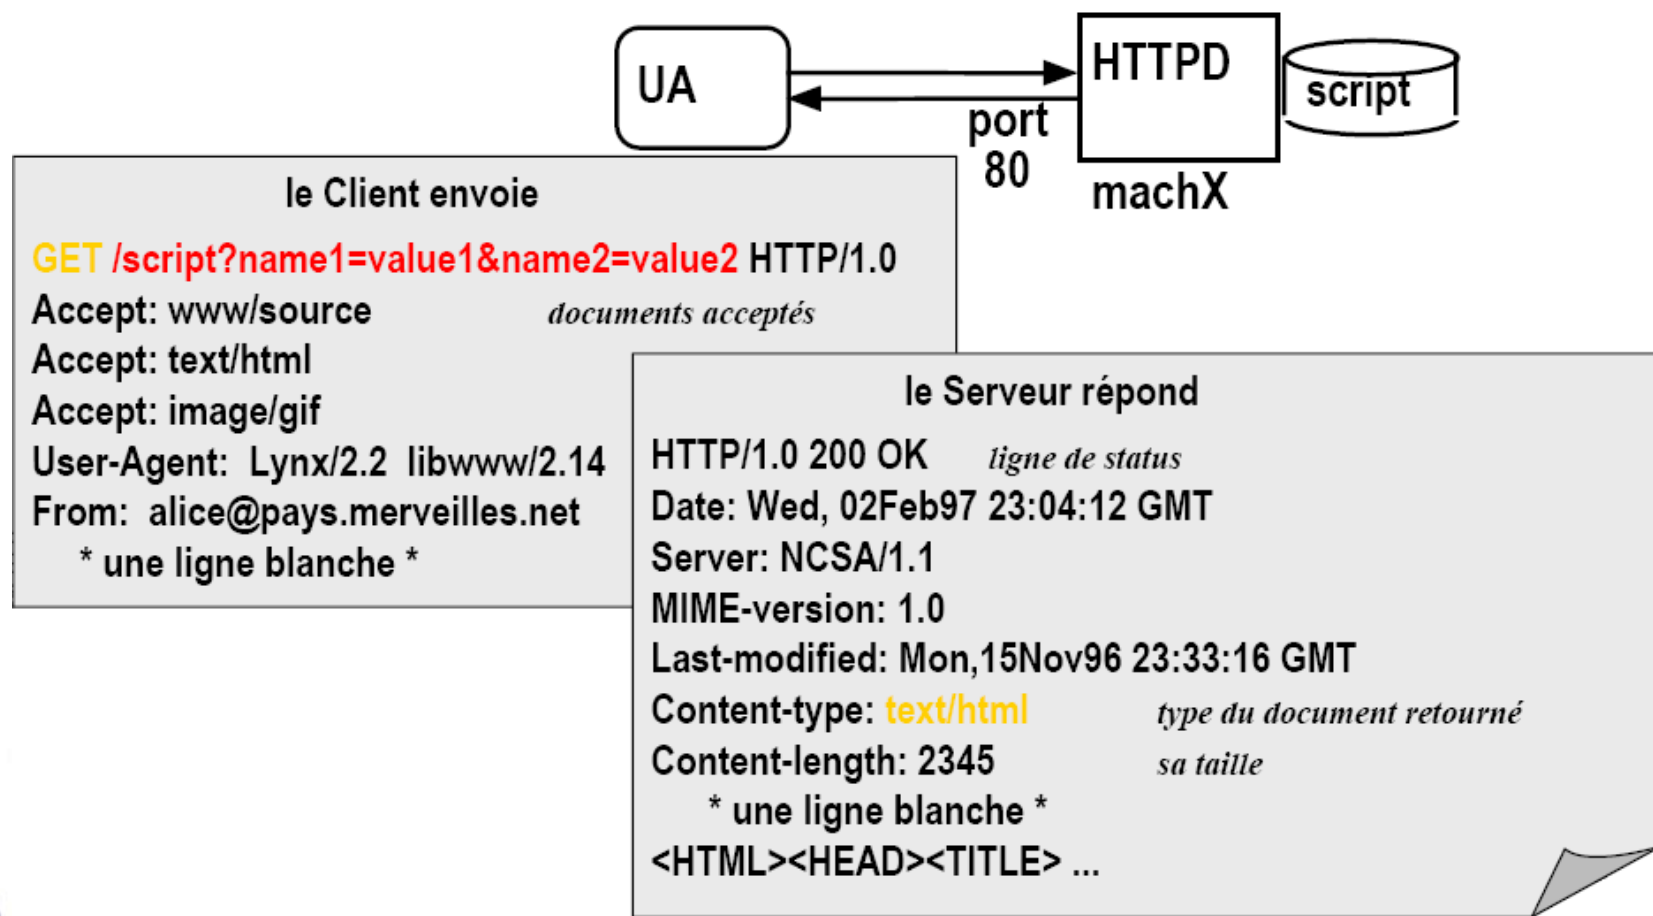 UA
HTTPD
script
port
80
machX
le Client envoie
GET /script?name1=value1&name2=value2 HTTP/1.0
Accept: www/source documents acceptés
Accept: text/html
Accept: image/gif
User-Agent: Lynx/2.2 libwww/2.14
From: alice@pays.merveilles.net
* une ligne blanche *
le Serveur répond
HTTP/1.0 200 OK ligne de status
Date: Wed, 02Feb97 23:04:12 GMT
Server: NCSA/1.1
MIME-version: 1.0
Last-modified: Mon,15Nov96 23:33:16 GMT
Content-type: text/html type du document retourné
Content-length: 2345 sa taille
* une ligne blanche *
<HTML><HEAD><TITLE> ...